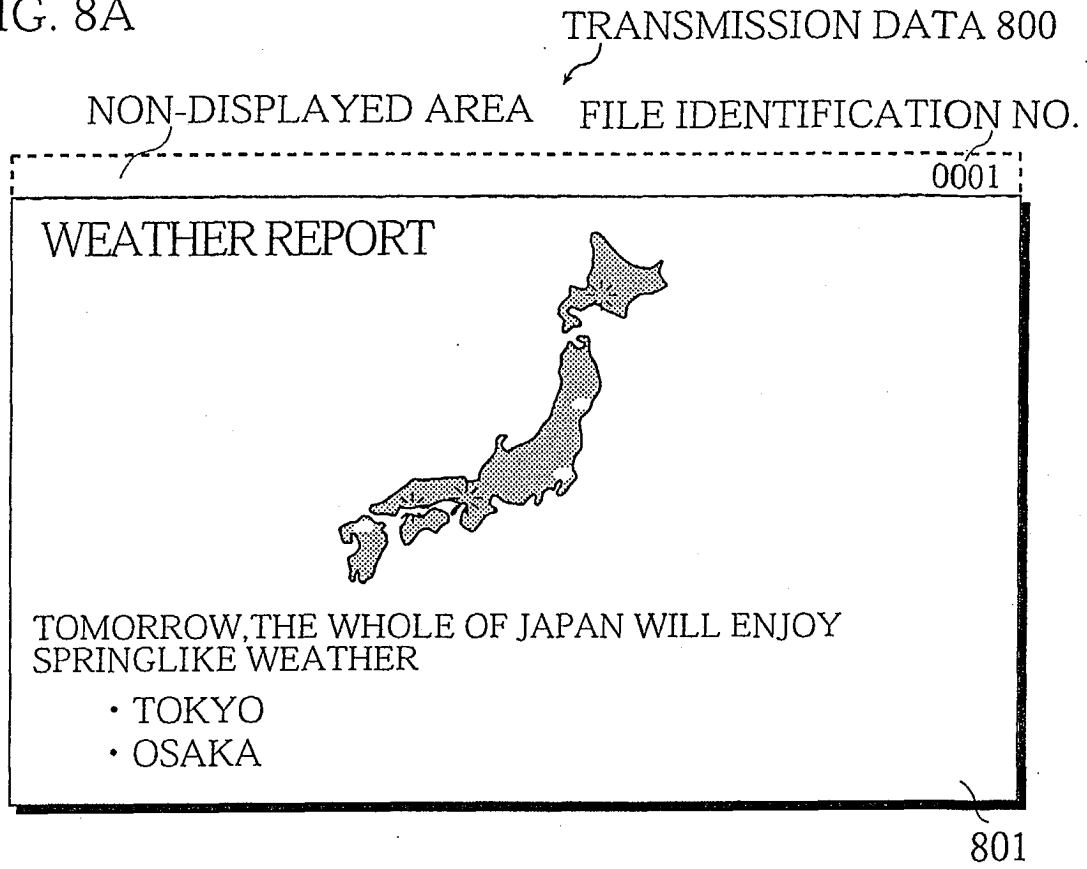 IG. 8A
TRANSMISSION DATA 800
NON-DISPLAYED AREA
FILE IDENTIFICATION NO.
0001
WEATHER REPORT
TOMORROW,THE WHOLE OF JAPAN WILL ENJOY
SPRINGLIKE WEATHER
・TOKYO
・OSAKA
801